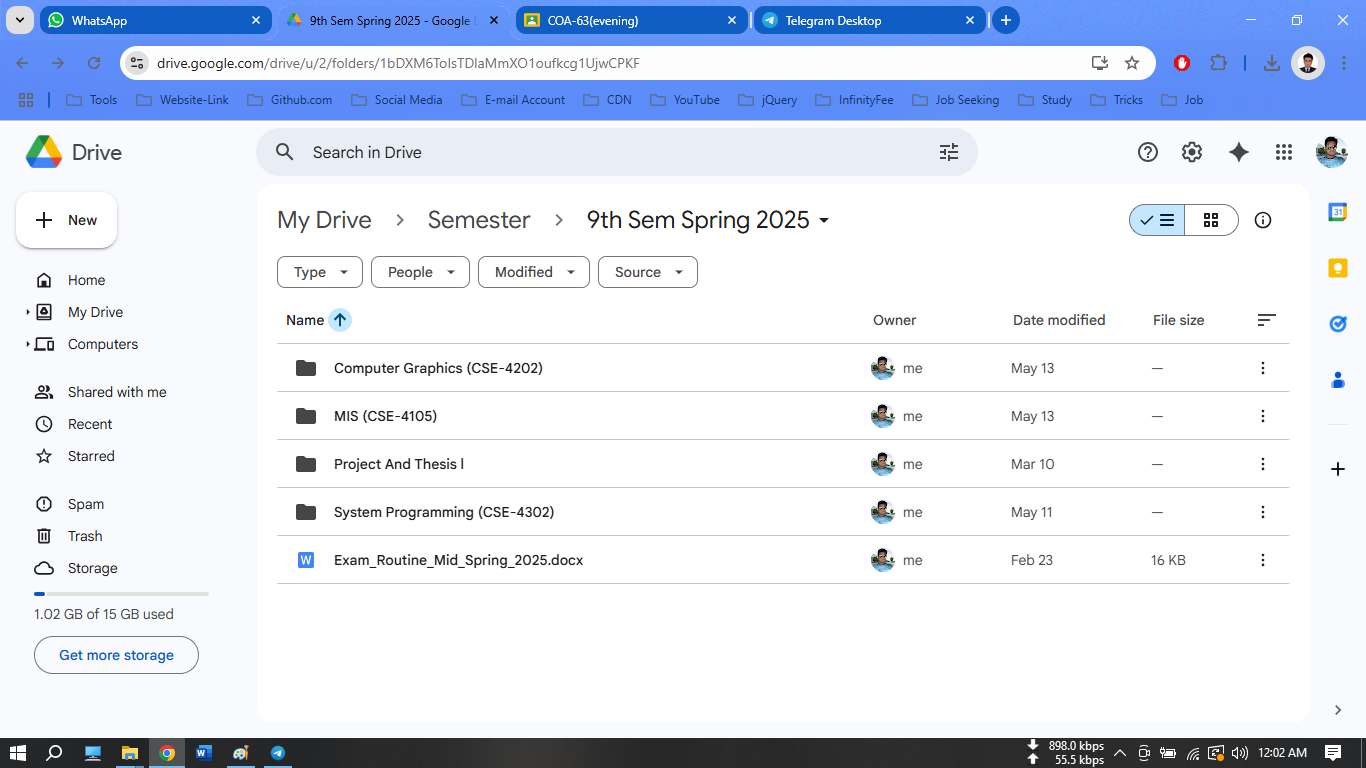 WhatsApp
9th Sem Spring 2025 - Google
COA-63(evening)
Telegram Desktop
drive.google.com/drive/u/2/folders/1bDXM6ToIsTDIaMmXO1oufkcg1UjwCPKF
Tools
Website-Link
Github.com
Social Media
E-mail Account
CDN
YouTube
jQuery
InfinityFee
Job Seeking
Study
Tricks
Job
Drive
Search in Drive
New
My Drive > Semester > 9th Sem Spring 2025
Type
People
Modified
Source
Home
My Drive
Computers
Shared with me
Recent
Starred
Spam
Trash
Storage
1.02 GB of 15 GB used
Get more storage
Name Owner Date modified File size
Computer Graphics (CSE-4202) me May 13 —
MIS (CSE-4105) me May 13 —
Project And Thesis l me Mar 10 —
System Programming (CSE-4302) me May 11 —
W Exam_Routine_Mid_Spring_2025.docx me Feb 23 16 KB
31
898.0 kbps
55.5 kbps
12:02 AM